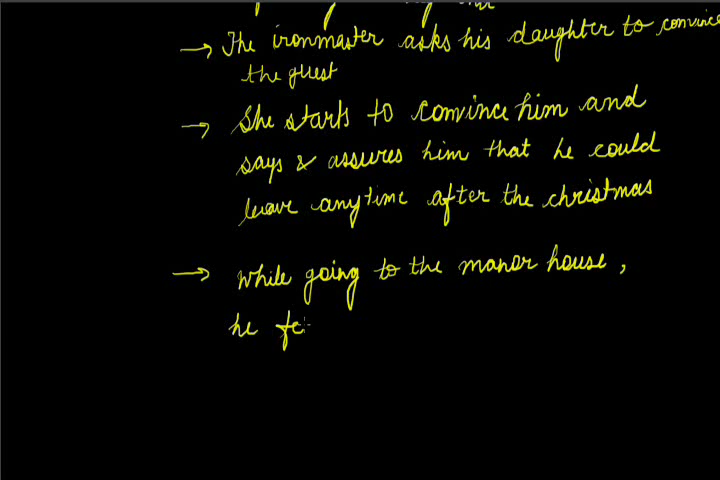 → The ironmaster asks his daughter to convince
the guest
→ She starts to convince him and
says & assures him that he could
leave anytime after the christmas
→ while going to the manor house,
he fe